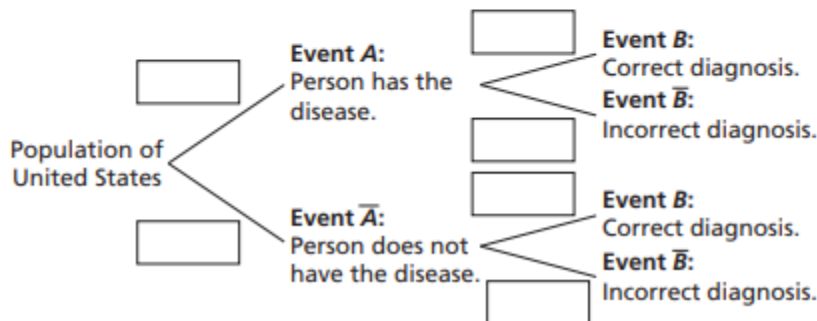 Event B:
Correct diagnosis.
Event A:
Person has the
disease.
Event B̅:
Incorrect diagnosis.
Population of
United States
Event A̅:
Person does not
have the disease.
Event B:
Correct diagnosis.
Event B̅:
Incorrect diagnosis.